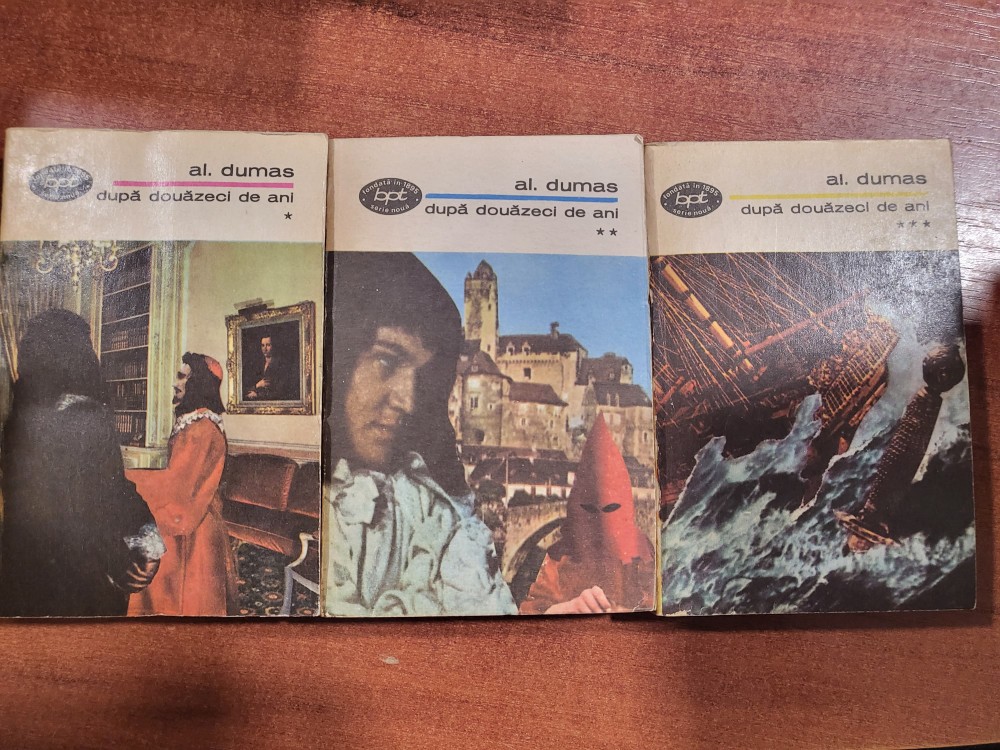 al. dumas
bpt
după douăzeci de ani
*
al. dumas
fondată în 1895
bpt
serie nouă
după douăzeci de ani
**
al. dumas
fondată în 1895
bpt
serie nouă
după douăzeci de ani
***